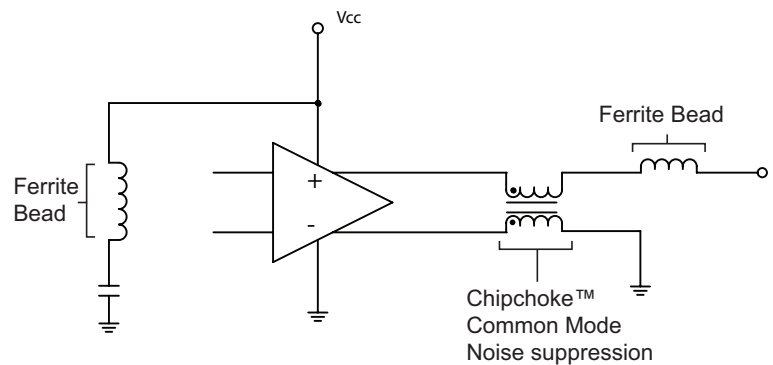 Vcc
Ferrite Bead
Ferrite
Bead
+
-
Chipchoke™
Common Mode
Noise suppression